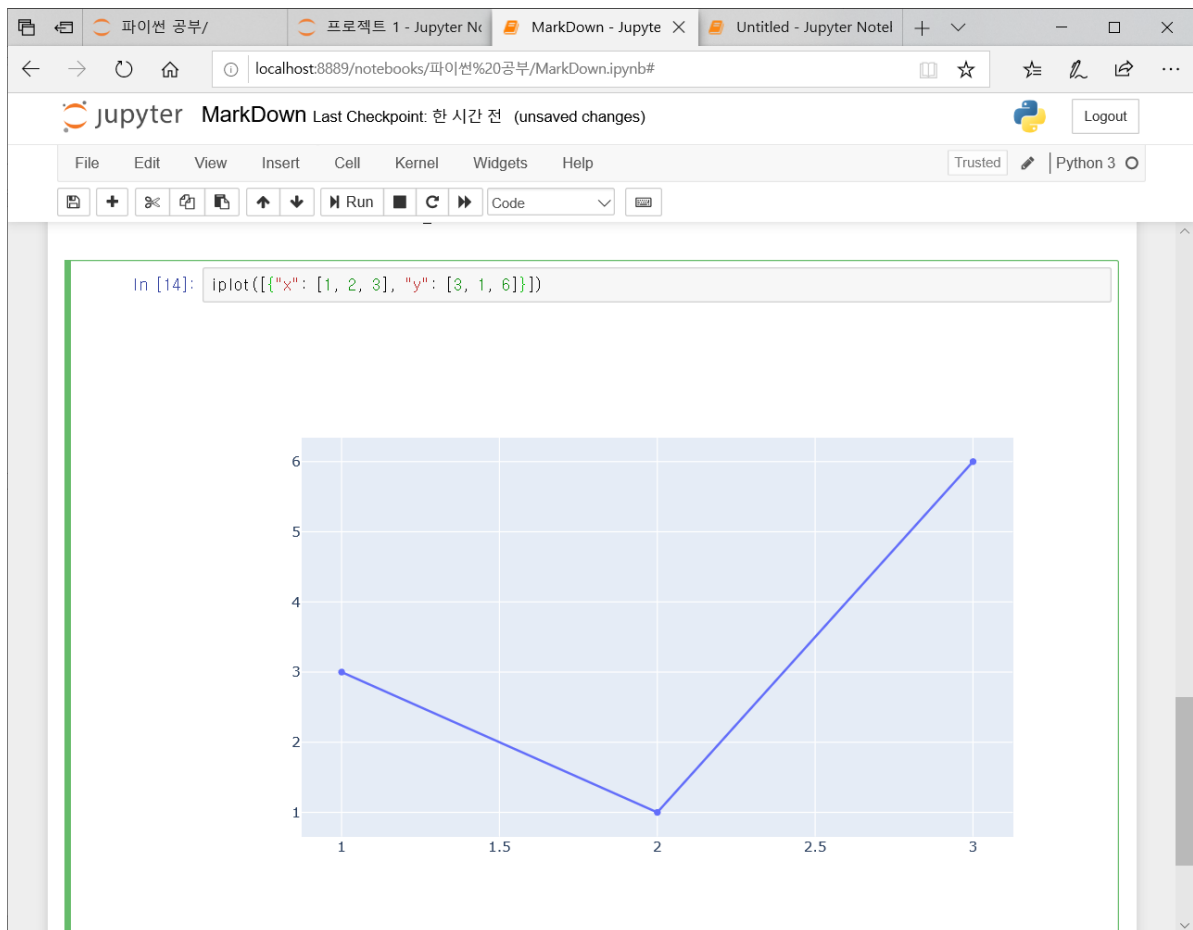 파이썬 공부/
프로젝트 1 - Jupyter No
MarkDown - Jupyte
Untitled - Jupyter Notel
localhost:8889/notebooks/파이썬%20공부/MarkDown.ipynb#
jupyter MarkDown Last Checkpoint: 한 시간 전 (unsaved changes)
Logout
File Edit View Insert Cell Kernel Widgets Help
Trusted Python 3
Run Code
In [14]: iplot([{"x": [1, 2, 3], "y": [3, 1, 6]}])
6
5
4
3
2
1
1 1.5 2 2.5 3